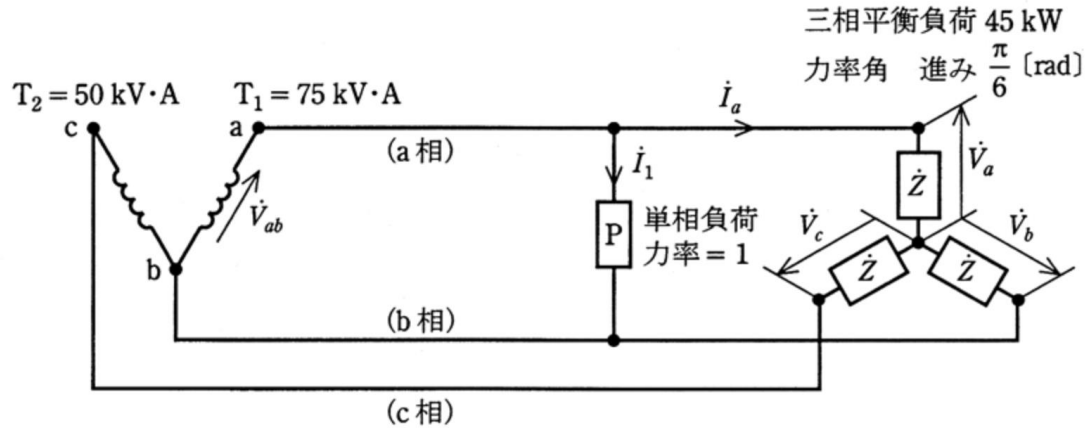 三相平衡負荷 45 kW
力率角 進み π/6 〔rad〕
T₂ = 50 kV·A
T₁ = 75 kV·A
c
a
(a 相)
İₐ
İ₁
V̇ₐ
Ż
V̇ab
P
単相負荷
力率 = 1
V̇c
V̇b
Ż
Ż
b
(b 相)
(c 相)